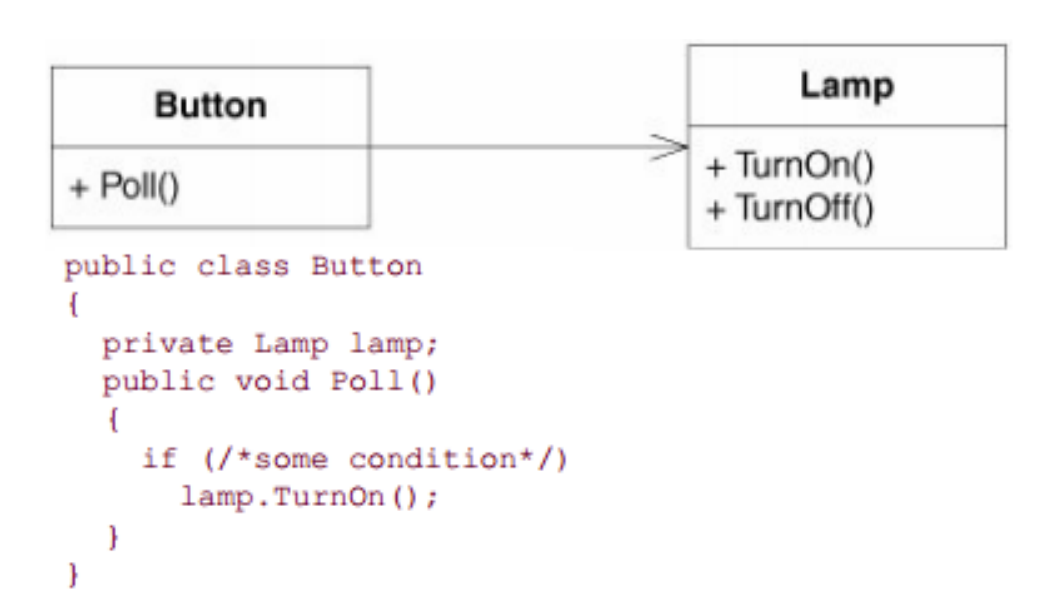 Button
+ Poll()
Lamp
+ TurnOn()
+ TurnOff()
public class Button
{
  private Lamp lamp;
  public void Poll()
  {
    if (/*some condition*/)
      lamp.TurnOn();
  }
}